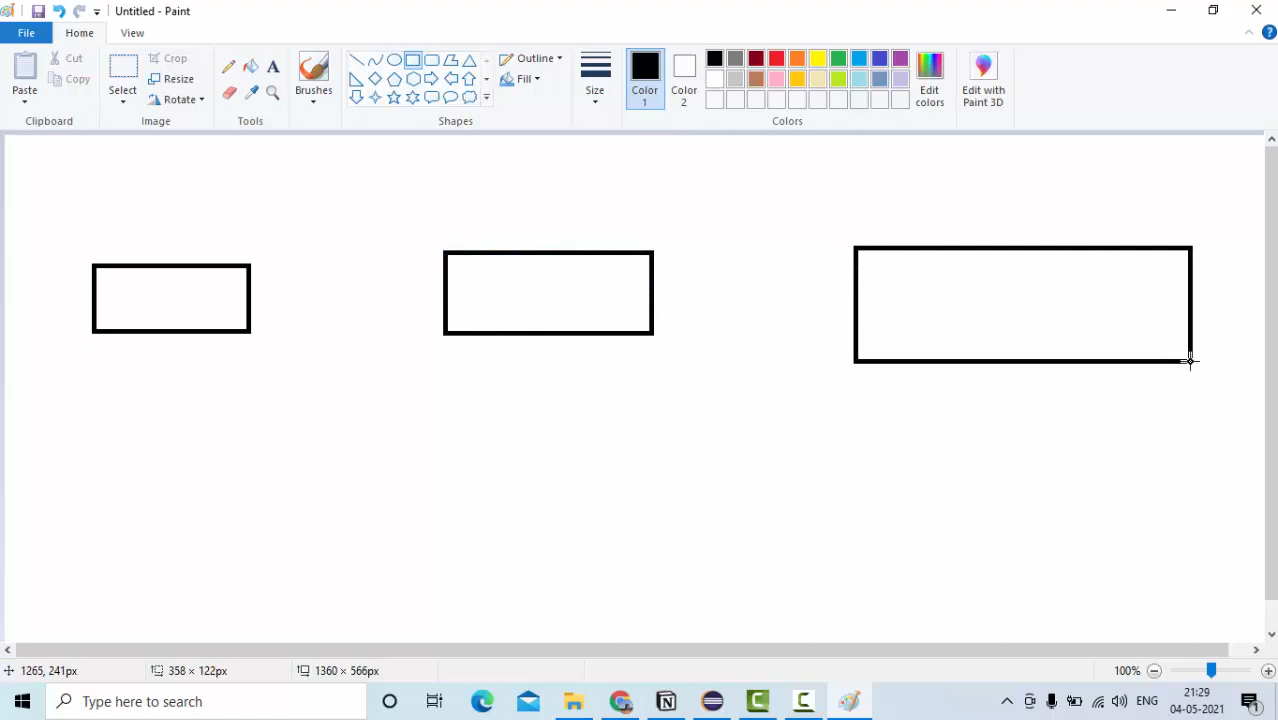 Untitled - Paint
File Home View
Paste
Cut
Copy
Clipboard
Select
Crop
Resize
Rotate
Image
A
Tools
Brushes
Outline
Fill
Shapes
Size
Color 1
Color 2
Edit colors
Colors
Edit with Paint 3D
1265, 241px
358 × 122px
1360 × 566px
100%
Type here to search
ENG
21:29
04-05-2021
1